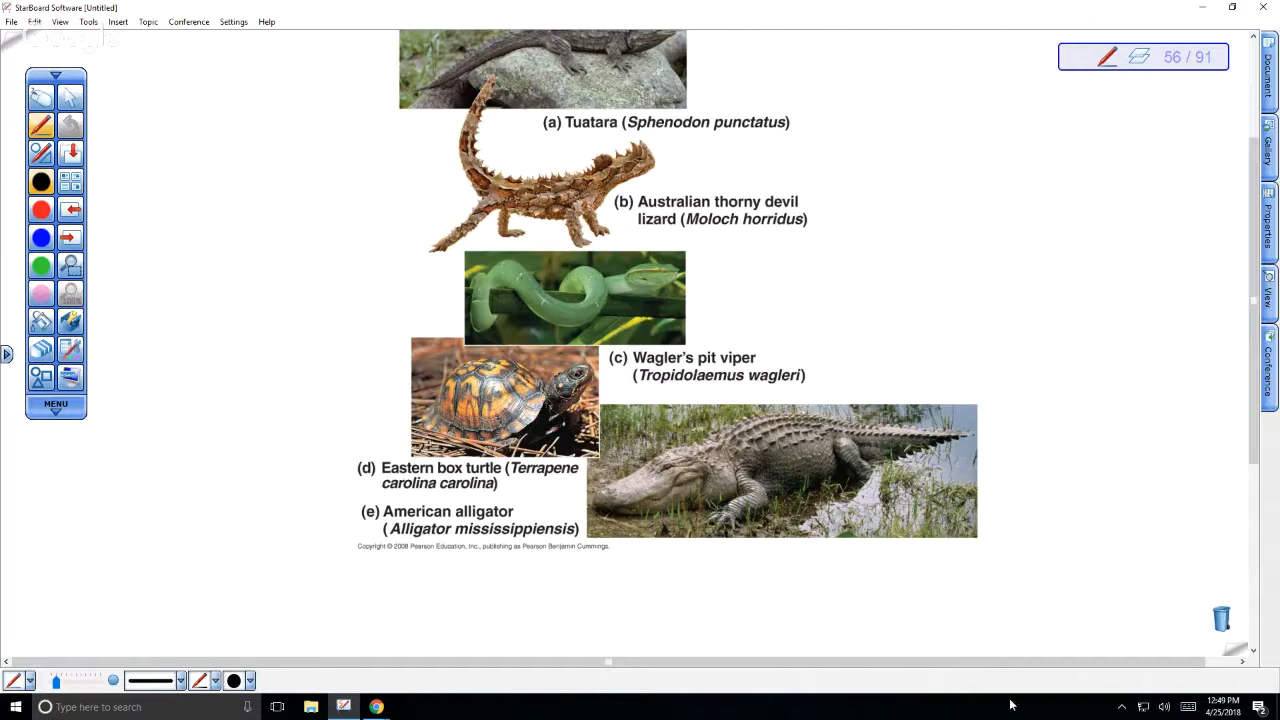 StarBoard Software [Untitled]
File Edit View Tools Insert Topic Conference Settings Help
56 / 91
Document
Gallery
Properties
View
Conference
(a) Tuatara (Sphenodon punctatus)
(b) Australian thorny devil
lizard (Moloch horridus)
(c) Wagler's pit viper
(Tropidolaemus wagleri)
(d) Eastern box turtle (Terrapene
carolina carolina)
(e) American alligator
(Alligator mississippiensis)
Copyright © 2008 Pearson Education, Inc., publishing as Pearson Benjamin Cummings.
100%
MENU
Type here to search
12:49 PM
4/25/2018
2